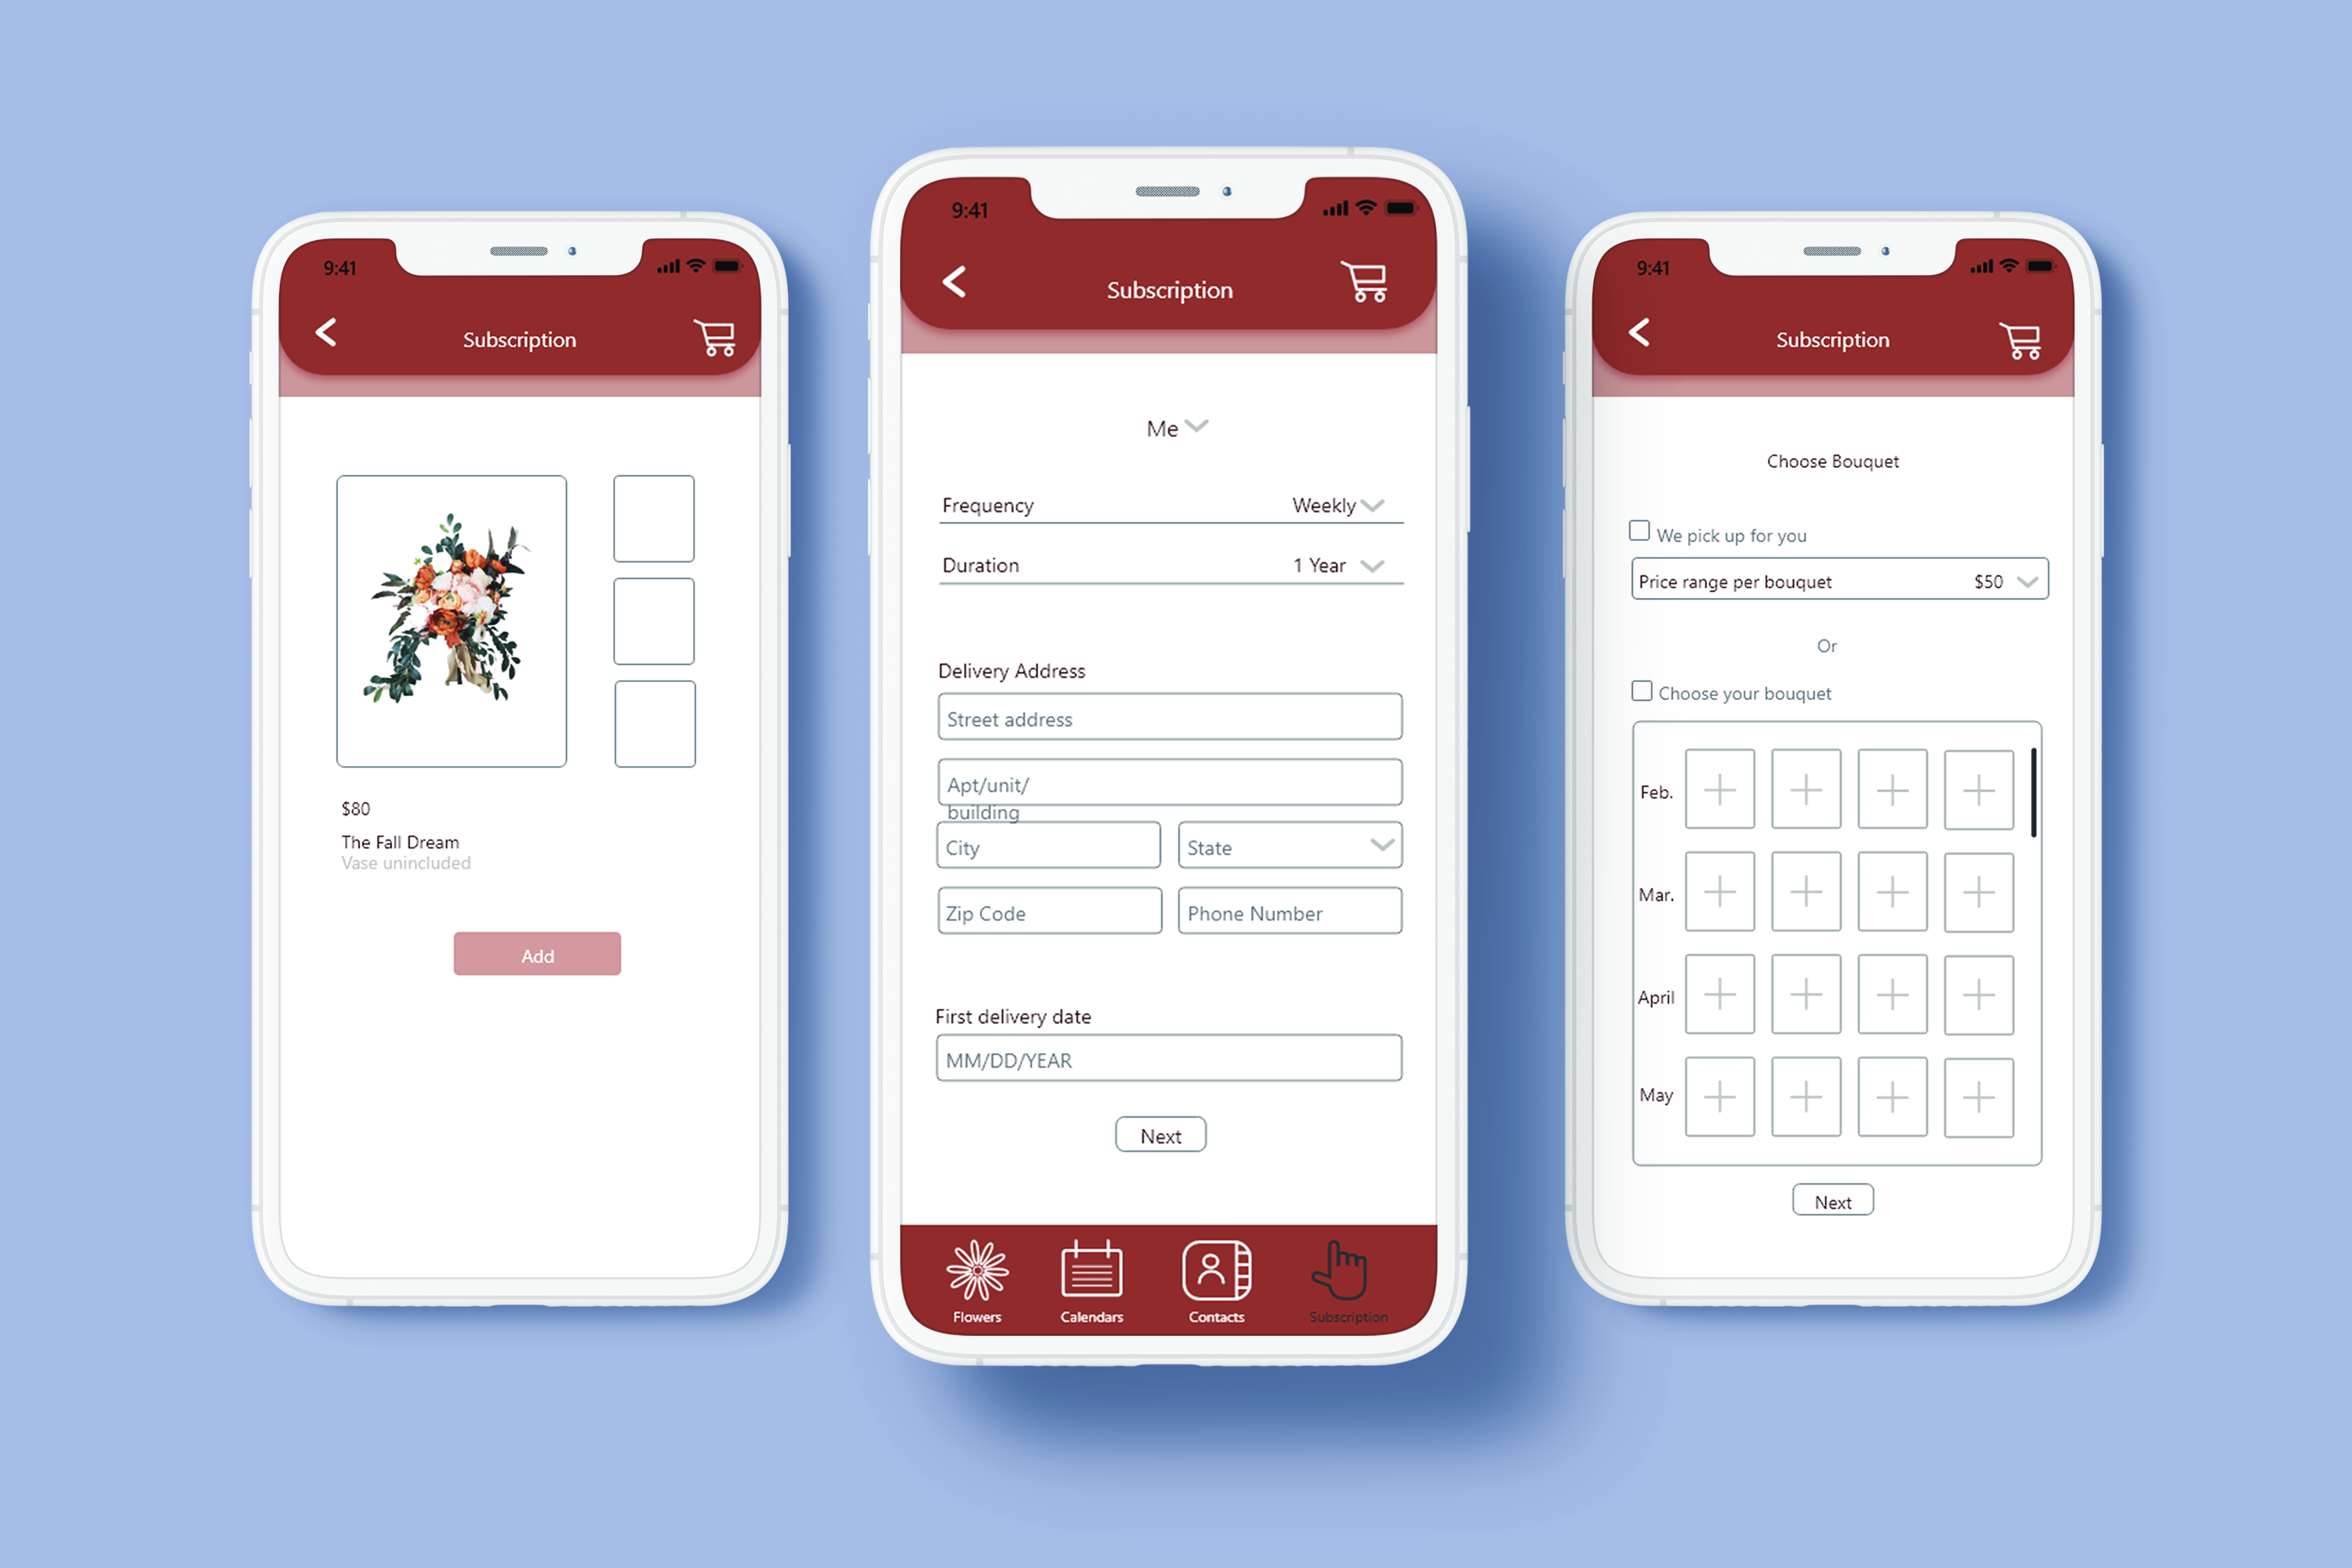 9:41
Subscription
$80
The Fall Dream
Vase unincluded
Add
9:41
Subscription
Me
Frequency Weekly
Duration 1 Year
Delivery Address
Street address
Apt/unit/
building
City State
Zip Code Phone Number
First delivery date
MM/DD/YEAR
Next
Flowers Calendars Contacts Subscription
9:41
Subscription
Choose Bouquet
We pick up for you
Price range per bouquet $50
Or
Choose your bouquet
Feb.
Mar.
April
May
Next